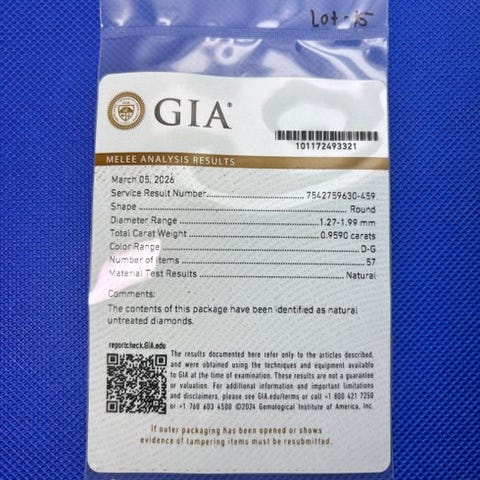 Lot-15
GIA®
101172493321
MELEE ANALYSIS RESULTS
March 05, 2026
Service Result Number 7542759630-459
Shape Round
Diameter Range 1.27-1.99 mm
Total Carat Weight 0.9590 carats
Color Range D-G
Number of Items 57
Material Test Results Natural
Comments:
The contents of this package have been identified as natural
untreated diamonds.
reportcheck.GIA.edu
The results documented here refer only to the articles described,
and were obtained using the techniques and equipment available
to GIA at the time of examination. These results are not a guarantee
or valuation. For additional information and important limitations
and disclaimers, please see GIA.edu/terms or call +1 800 421 7250
or +1 760 603 4500 ©2024 Gemological Institute of America, Inc.
If outer packaging has been opened or shows
evidence of tampering items must be resubmitted.